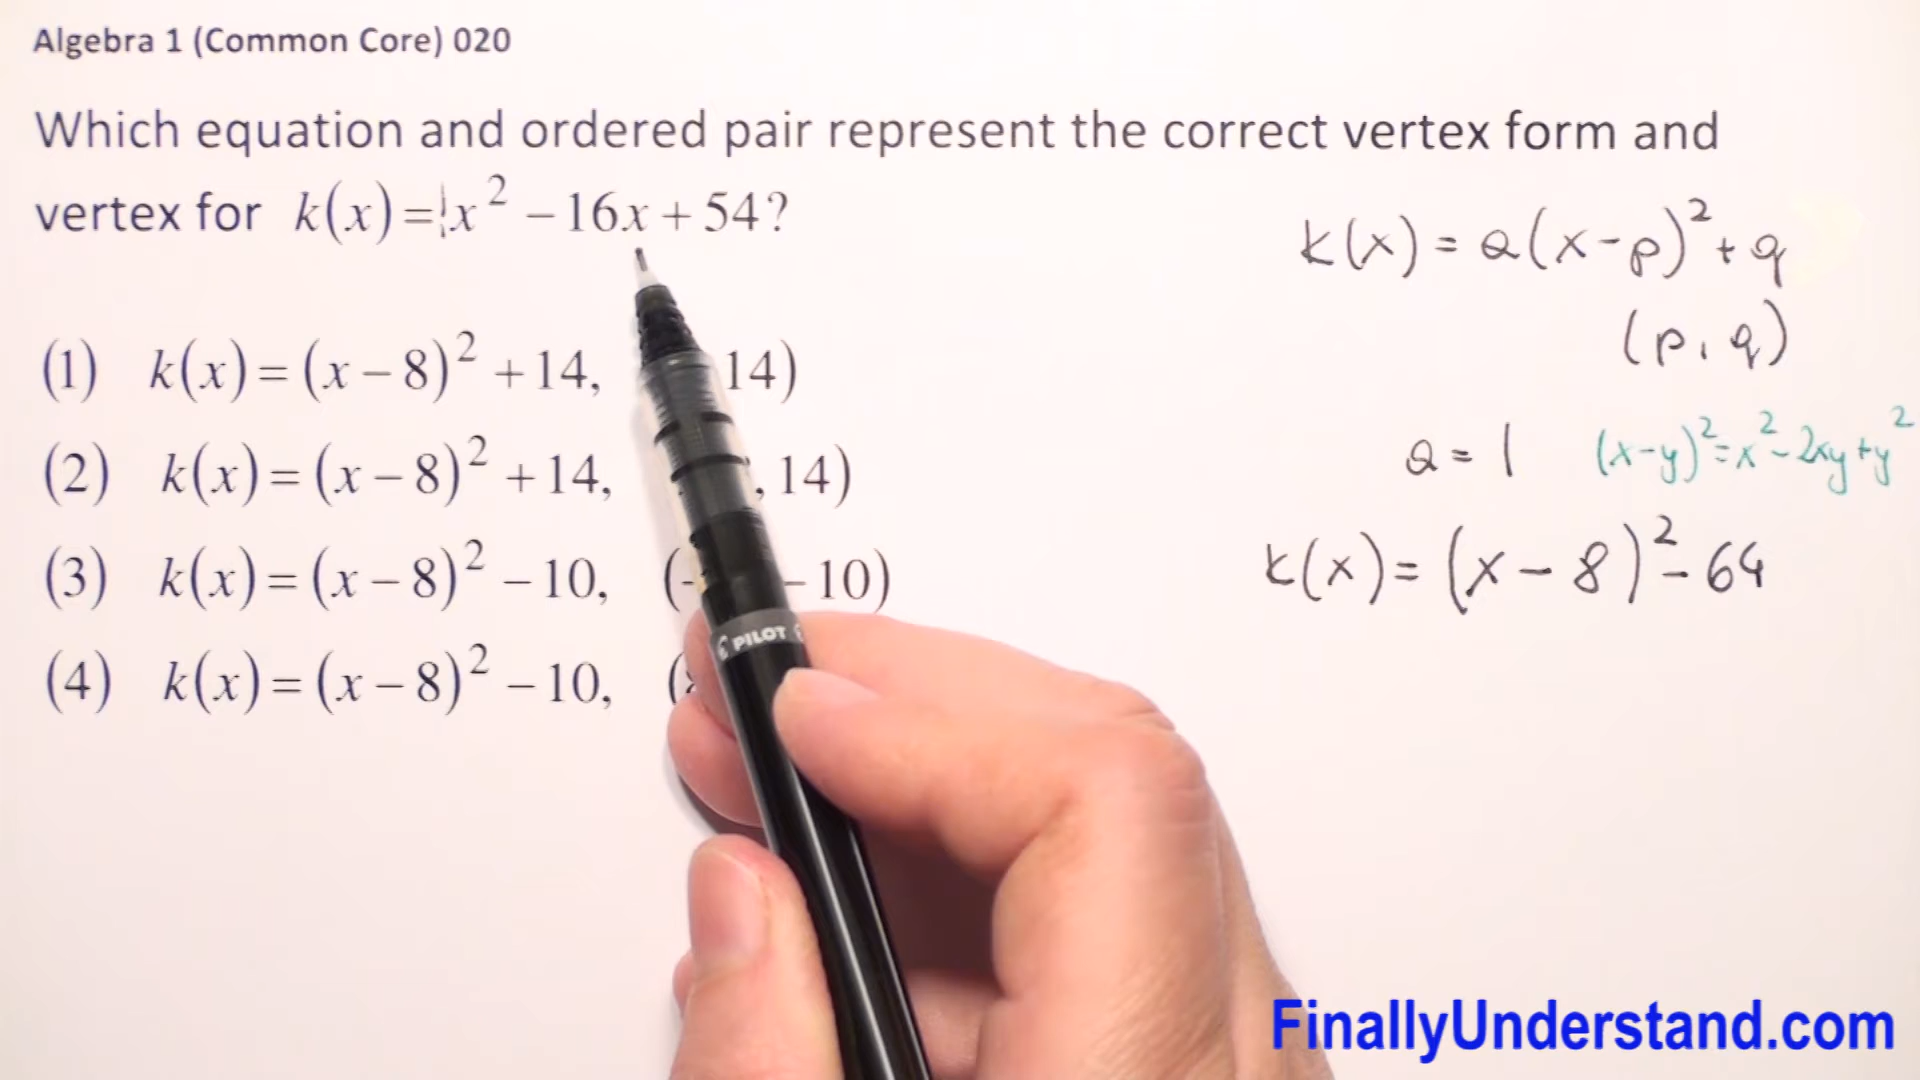 Algebra 1 (Common Core) 020
Which equation and ordered pair represent the correct vertex form and
vertex for k(x)=x² – 16x + 54?
(1) k(x) = (x – 8)² + 14, 14)
(2) k(x) = (x – 8)² + 14, , 14)
(3) k(x) = (x – 8)² – 10, (- – 10)
(4) k(x) = (x – 8)² – 10, (
k(x) = a(x-p)² + q
(p, q)
a = 1 (x-y)² = x² - 2xy + y²
k(x) = (x - 8)² - 64
PILOT
FinallyUnderstand.com